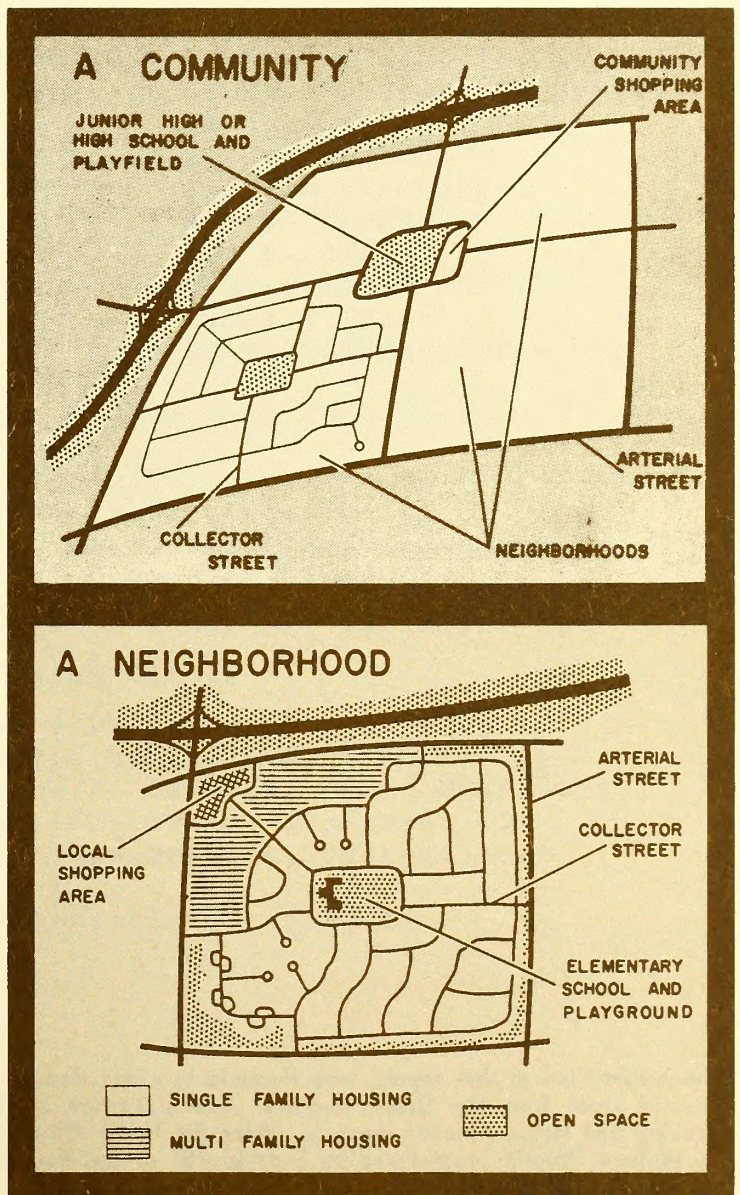 A COMMUNITY
COMMUNITY
SHOPPING
AREA
JUNIOR HIGH OR
HIGH SCHOOL AND
PLAYFIELD
ARTERIAL
STREET
COLLECTOR
STREET
NEIGHBORHOODS
A NEIGHBORHOOD
ARTERIAL
STREET
COLLECTOR
STREET
LOCAL
SHOPPING
AREA
ELEMENTARY
SCHOOL AND
PLAYGROUND
SINGLE FAMILY HOUSING
MULTI FAMILY HOUSING
OPEN SPACE